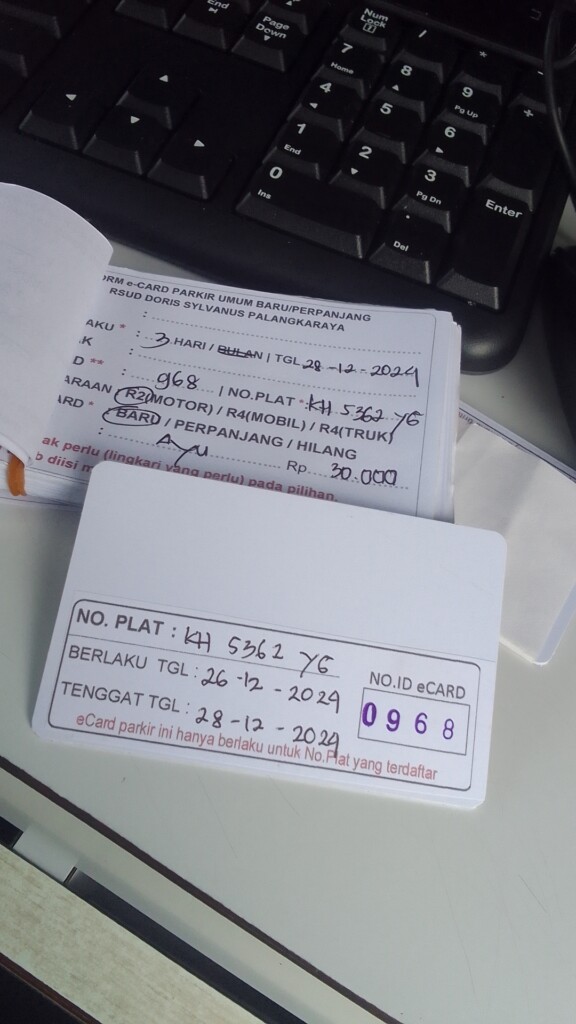 End
Page Down
Num Lock
/
*
-
7 Home
8
9 Pg Up
+
4
5
6
1 End
2
3 Pg Dn
0 Ins
. Del
Enter
ORM e-CARD PARKIR UMUM BARU/PERPANJANG
RSUD DORIS SYLVANUS PALANGKARAYA
:
AKU * : 3 HARI / BULAN | TGL 28-12-2024
K :
D ** : 968 | NO.PLAT * KH 5362 YG
ARAAN R2(MOTOR) / R4(MOBIL) / R4(TRUK)
ARD * BARU / PERPANJANG / HILANG
: Ayu Rp. 30.000
ak perlu (lingkari yang perlu) pada pilihan.
b diisi
NO. PLAT : KH 5362 YG
BERLAKU TGL : 26-12-2024
TENGGAT TGL : 28-12-2024
NO.ID eCARD
0968
eCard parkir ini hanya berlaku untuk No.Plat yang terdaftar